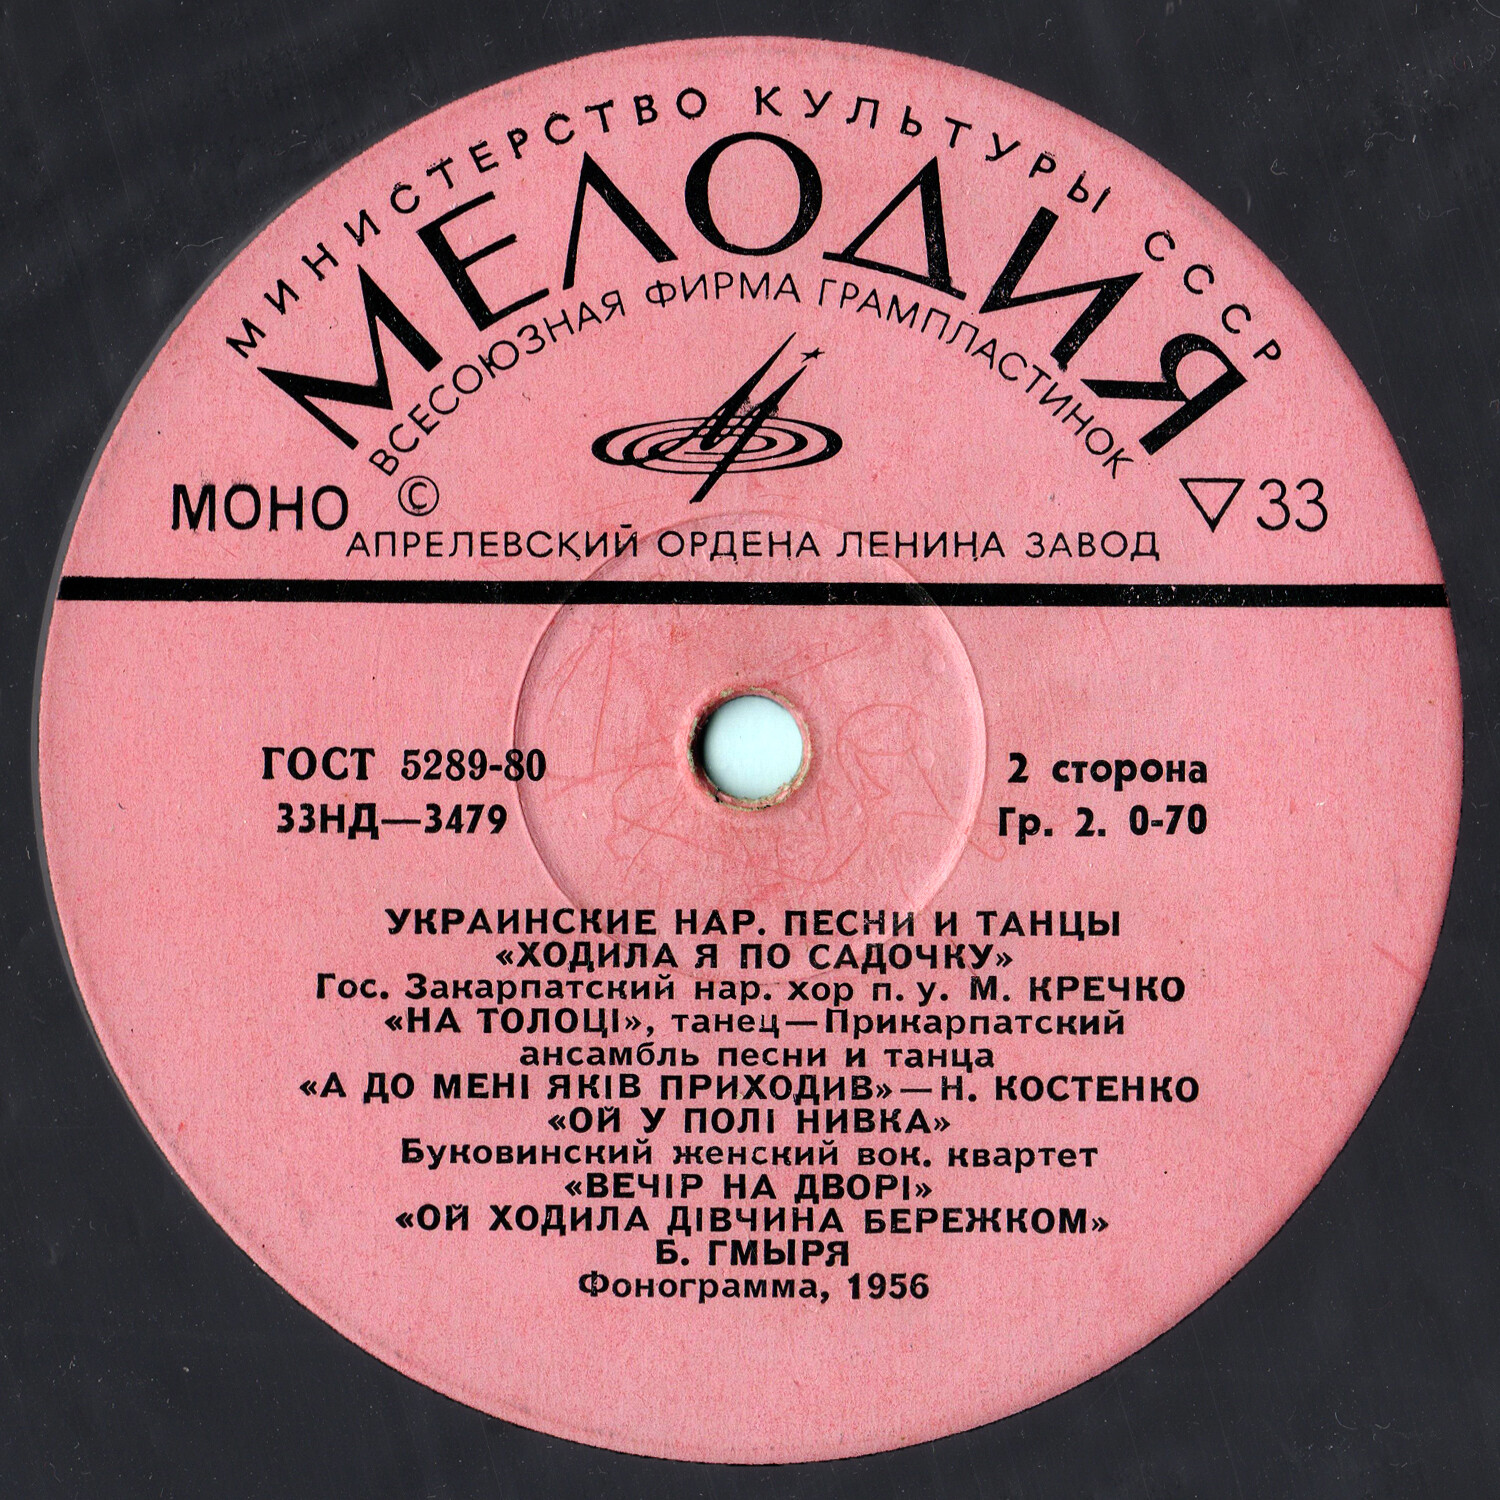 МИНИСТЕРСТВО КУЛЬТУРЫ СССР
МЕЛОДИЯ
ВСЕСОЮЗНАЯ ФИРМА ГРАМПЛАСТИНОК
МОНО © ▽33
АПРЕЛЕВСКИЙ ОРДЕНА ЛЕНИНА ЗАВОД
ГОСТ 5289-80
33НД—3479
2 сторона
Гр. 2. 0-70
УКРАИНСКИЕ НАР. ПЕСНИ И ТАНЦЫ
«ХОДИЛА Я ПО САДОЧКУ»
Гос. Закарпатский нар. хор п. у. М. КРЕЧКО
«НА ТОЛОЦІ», танец—Прикарпатский
ансамбль песни и танца
«А ДО МЕНІ ЯКІВ ПРИХОДИВ»—Н. КОСТЕНКО
«ОЙ У ПОЛІ НИВКА»
Буковинский женский вок. квартет
«ВЕЧІР НА ДВОРІ»
«ОЙ ХОДИЛА ДІВЧИНА БЕРЕЖКОМ»
Б. ГМЫРЯ
Фонограмма, 1956